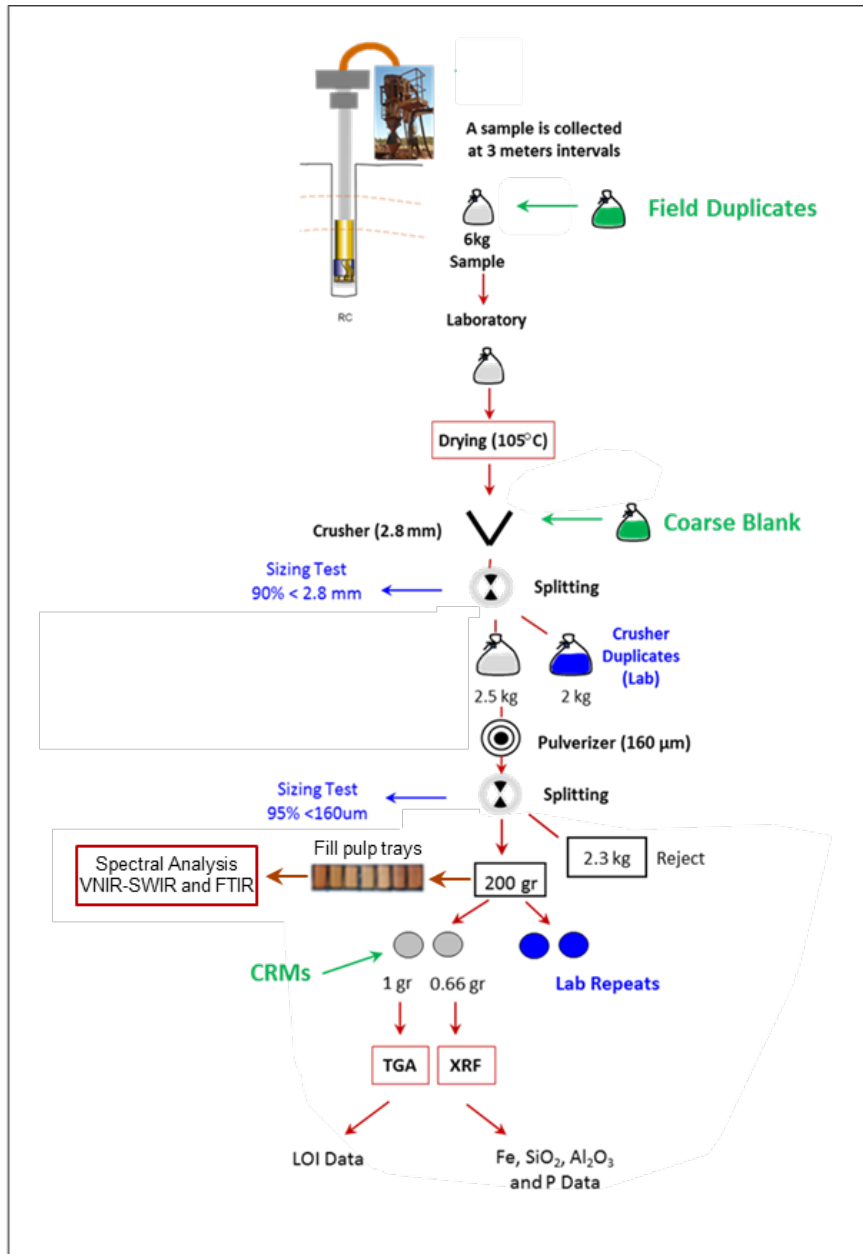 A sample is collected
at 3 meters intervals
Field Duplicates
6kg
Sample
RC
Laboratory
Drying (105°C)
Coarse Blank
Crusher (2.8 mm)
Sizing Test
90% < 2.8 mm
Splitting
Crusher
Duplicates
(Lab)
2.5 kg
2 kg
Pulverizer (160 µm)
Sizing Test
95% <160um
Splitting
Fill pulp trays
Spectral Analysis
VNIR-SWIR and FTIR
200 gr
2.3 kg
Reject
CRMs
1 gr
0.66 gr
Lab Repeats
TGA
XRF
LOI Data
Fe, SiO₂, Al₂O₃
and P Data